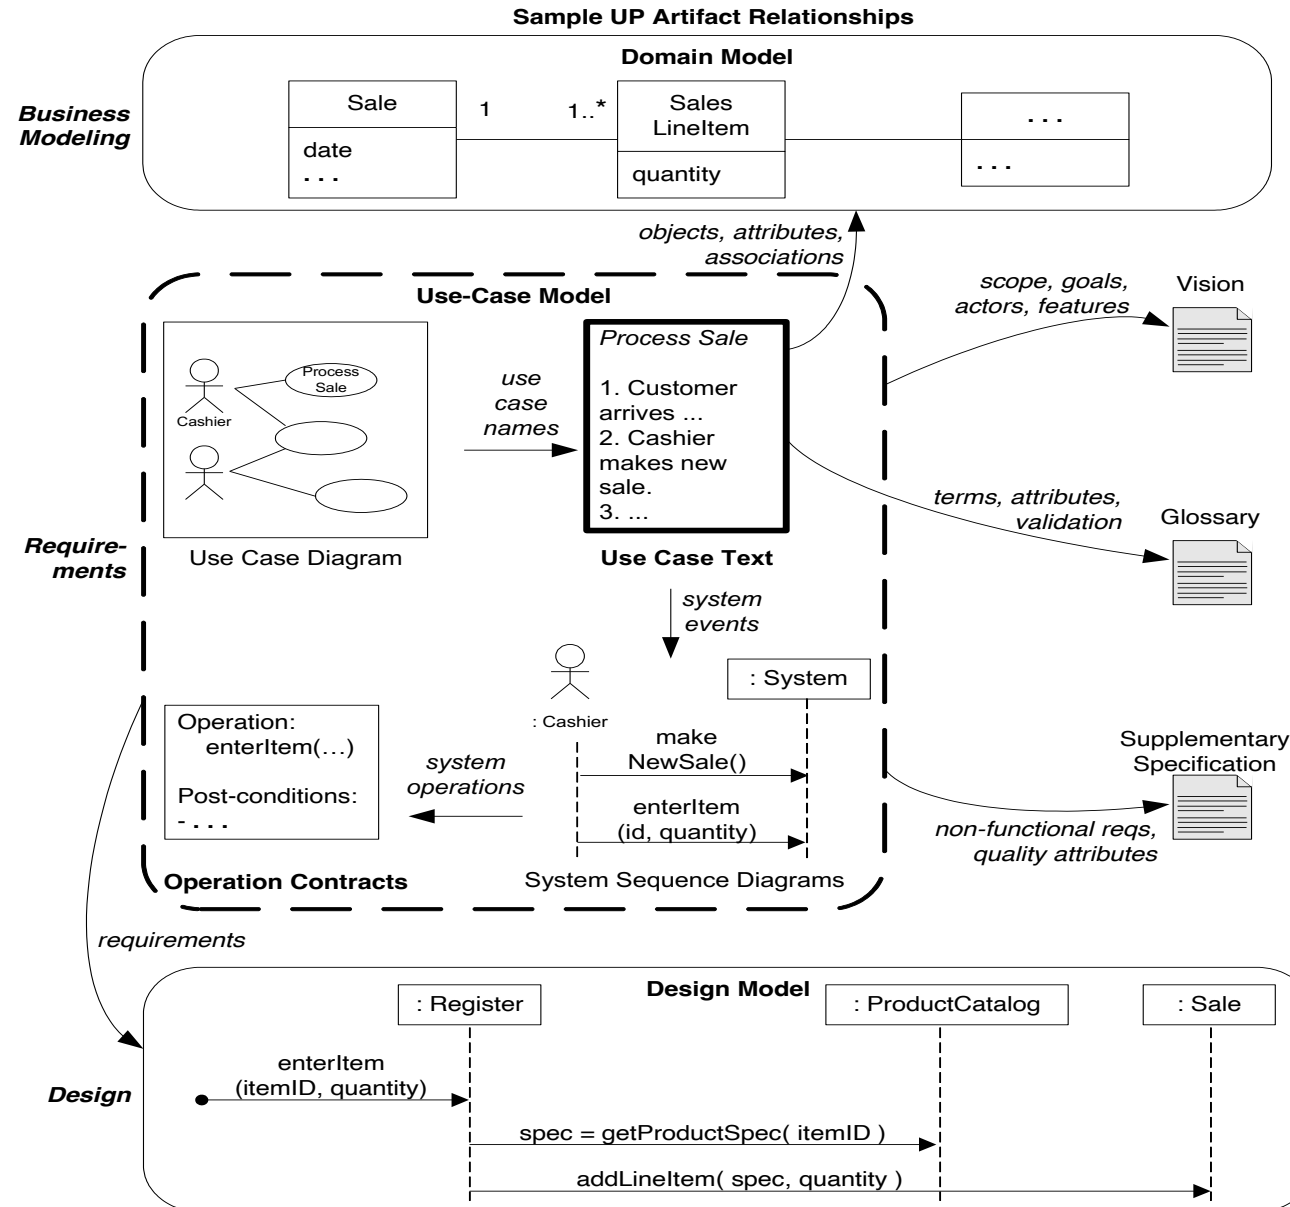 Sample UP Artifact Relationships
Domain Model
Business
Modeling
Sale
1
1..*
Sales
LineItem
. . .
date
. . .
quantity
. . .
objects, attributes,
associations
Use-Case Model
scope, goals,
actors, features
Vision
Process
Sale
Cashier
use
case
names
Process Sale
1. Customer
arrives ...
2. Cashier
makes new
sale.
3. ...
terms, attributes,
validation
Glossary
Require-
ments
Use Case Diagram
Use Case Text
system
events
: System
: Cashier
Operation:
enterItem(…)
Post-conditions:
- . . .
system
operations
make
NewSale()
enterItem
(id, quantity)
Supplementary
Specification
non-functional reqs,
quality attributes
Operation Contracts
System Sequence Diagrams
requirements
Design Model
: Register
: ProductCatalog
: Sale
Design
enterItem
(itemID, quantity)
spec = getProductSpec( itemID )
addLineItem( spec, quantity )